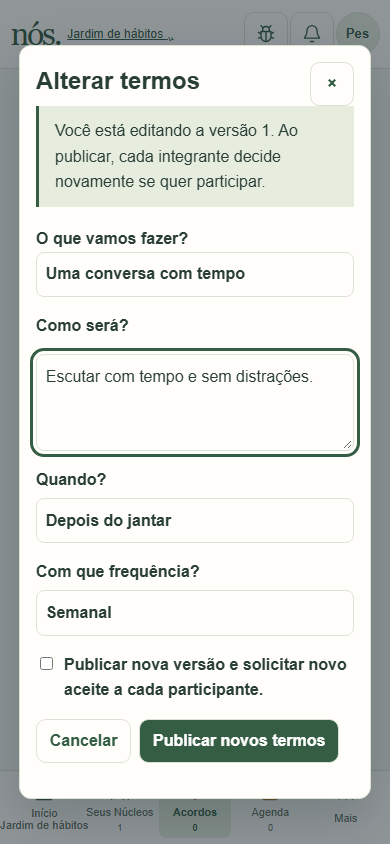 nós. Jardim de hábitos Pes
Alterar termos ×
Você está editando a versão 1. Ao
publicar, cada integrante decide
novamente se quer participar.
O que vamos fazer?
Uma conversa com tempo
Como será?
Escutar com tempo e sem distrações.
Quando?
Depois do jantar
Com que frequência?
Semanal
Publicar nova versão e solicitar novo
aceite a cada participante.
Cancelar Publicar novos termos
Início Seus Núcleos Acordos Agenda Mais
Jardim de hábitos 1 0 0